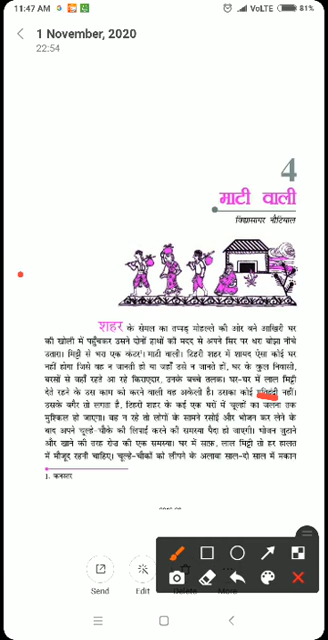 11:47 AM
VoLTE
81%
1 November, 2020
22:54
4
माटी वाली
विद्यासागर नौटियाल
शहर के सेमल का तप्पड़ मोहल्ले की ओर बने आखिरी घर
की खोली में पहुँचकर उसने दोनों हाथों की मदद से अपने सिर पर धरा बोझा नीचे
उतारा। मिट्टी से भरा एक कंटर¹। माटी वाली। टिहरी शहर में शायद ऐसा कोई घर
नहीं होगा जिसे वह न जानती हो या जहाँ उसे न जानते हों, घर के कुल निवासी,
बरसों से वहाँ रहते आ रहे किराएदार, उनके बच्चे तलक। घर-घर में लाल मिट्टी
देते रहने के उस काम को करने वाली वह अकेली है। उसका कोई नहीं।
उसके बगैर तो लगता है, टिहरी शहर के कई एक घरों में चूल्हों का जलना तक
मुश्किल हो जाएगा। वह न रहे तो लोगों के सामने रसोई और भोजन कर लेने के
बाद अपने चूल्हे-चौके की लिपाई करने की समस्या पैदा हो जाएगी। भोजन जुटाने
और खाने की तरह रोज की एक समस्या। घर में साफ़, लाल मिट्टी तो हर हालत
में मौजूद रहनी चाहिए। चूल्हे-चौकों को लीपने के अलावा साल-दो साल में मकान
1. कनस्तर
Send
Edit
Delete
More